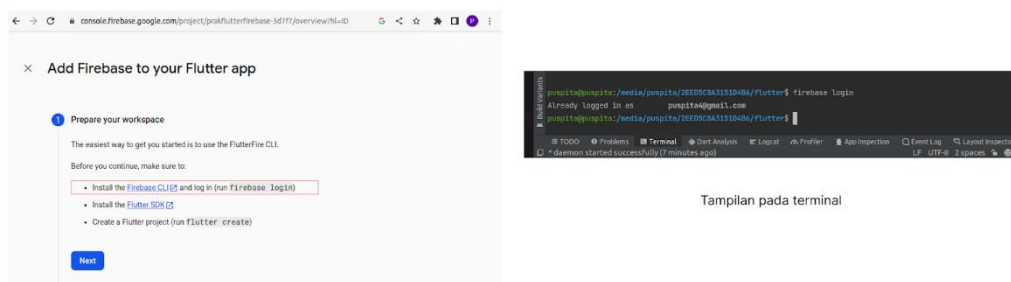 console.firebase.google.com/project/prakflutterfirebase-3d7f7/overview?hl=ID
P
Add Firebase to your Flutter app
1 Prepare your workspace
The easiest way to get you started is to use the FlutterFire CLI.
Before you continue, make sure to:
• Install the Firebase CLI and log in (run firebase login)
• Install the Flutter SDK
• Create a Flutter project (run flutter create)
Next
Build Variants
puspita@puspita:/media/puspita/2EED5C8A31510486/flutter$ firebase login
Already logged in as puspita4@gmail.com
puspita@puspita:/media/puspita/2EED5C8A31510486/flutter$
TODO Problems Terminal Dart Analysis Logcat Profiler App Inspection Event Log Layout Inspecto
* daemon started successfully (7 minutes ago) LF UTF-8 2 spaces
Tampilan pada terminal